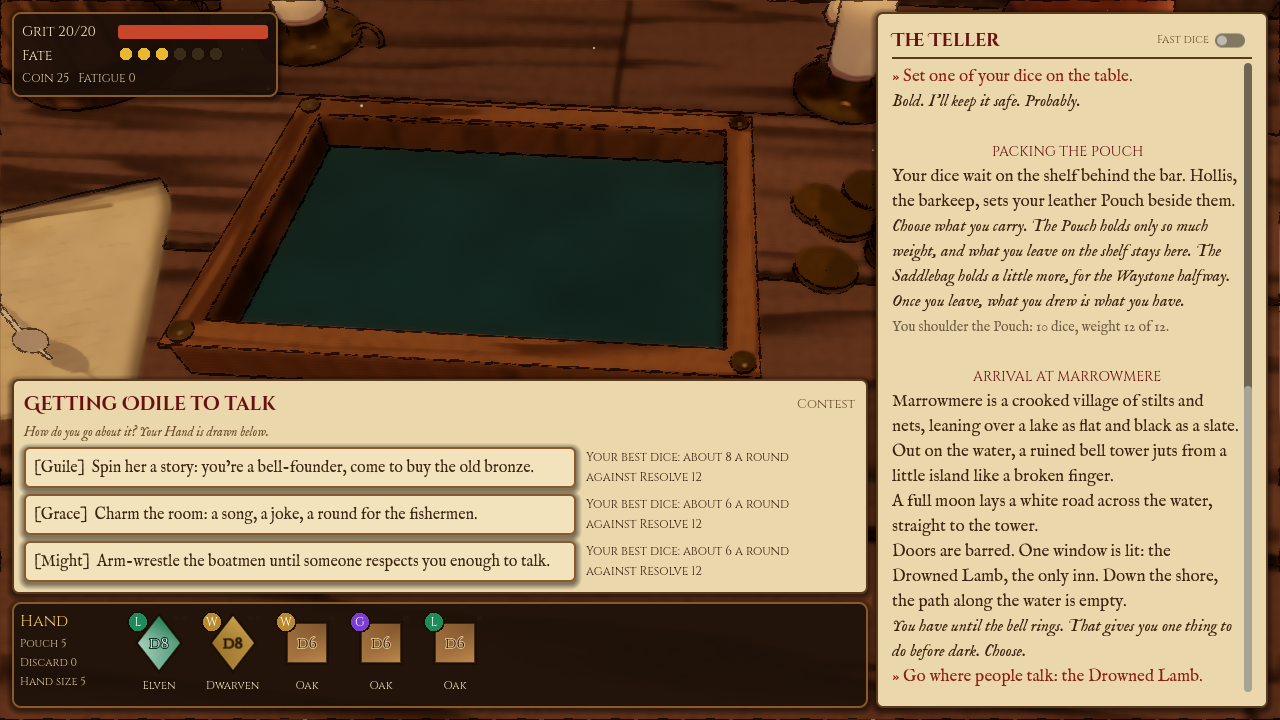 Grit 20/20
Fate
Coin 25 Fatigue 0
The Teller
Fast dice
» Set one of your dice on the table.
Bold. I'll keep it safe. Probably.
PACKING THE POUCH
Your dice wait on the shelf behind the bar. Hollis,
the barkeep, sets your leather Pouch beside them.
Choose what you carry. The Pouch holds only so much
weight, and what you leave on the shelf stays here. The
Saddlebag holds a little more, for the Waystone halfway.
Once you leave, what you drew is what you have.
You shoulder the Pouch: 10 dice, weight 12 of 12.
ARRIVAL AT MARROWMERE
Marrowmere is a crooked village of stilts and
nets, leaning over a lake as flat and black as a slate.
Out on the water, a ruined bell tower juts from a
little island like a broken finger.
A full moon lays a white road across the water,
straight to the tower.
Doors are barred. One window is lit: the
Drowned Lamb, the only inn. Down the shore,
the path along the water is empty.
You have until the bell rings. That gives you one thing to
do before dark. Choose.
» Go where people talk: the Drowned Lamb.
Getting Odile to Talk
Contest
How do you go about it? Your Hand is drawn below.
[Guile] Spin her a story: you're a bell-founder, come to buy the old bronze.
Your best dice: about 8 a round
against Resolve 12
[Grace] Charm the room: a song, a joke, a round for the fishermen.
Your best dice: about 6 a round
against Resolve 12
[Might] Arm-wrestle the boatmen until someone respects you enough to talk.
Your best dice: about 6 a round
against Resolve 12
Hand
Pouch 5
Discard 0
Hand size 5
L D8 Elven
W D8 Dwarven
W D6 Oak
G D6 Oak
L D6 Oak